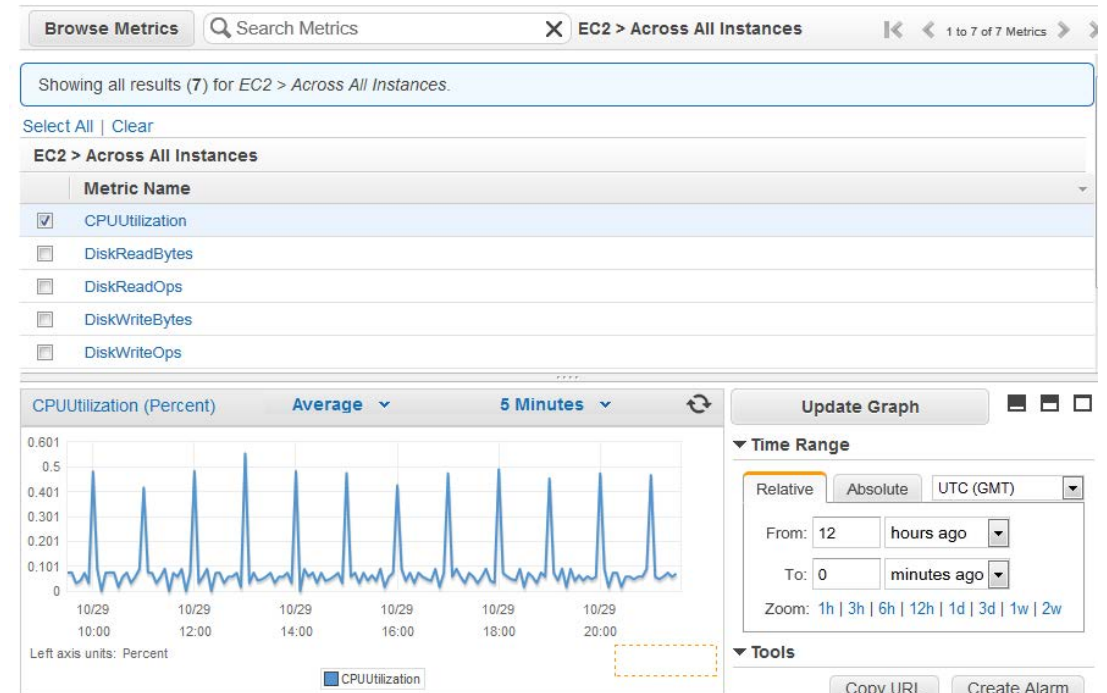 Browse Metrics Search Metrics EC2 > Across All Instances 1 to 7 of 7 Metrics
Showing all results (7) for EC2 > Across All Instances.
Select All | Clear
EC2 > Across All Instances
Metric Name
CPUUtilization
DiskReadBytes
DiskReadOps
DiskWriteBytes
DiskWriteOps
CPUUtilization (Percent) Average 5 Minutes
0.601
0.5
0.401
0.301
0.201
0.101
0
10/29 10/29 10/29 10/29 10/29 10/29
10:00 12:00 14:00 16:00 18:00 20:00
Left axis units: Percent
CPUUtilization
Update Graph
Time Range
Relative Absolute UTC (GMT)
From: 12 hours ago
To: 0 minutes ago
Zoom: 1h | 3h | 6h | 12h | 1d | 3d | 1w | 2w
Tools
Copy URL Create Alarm